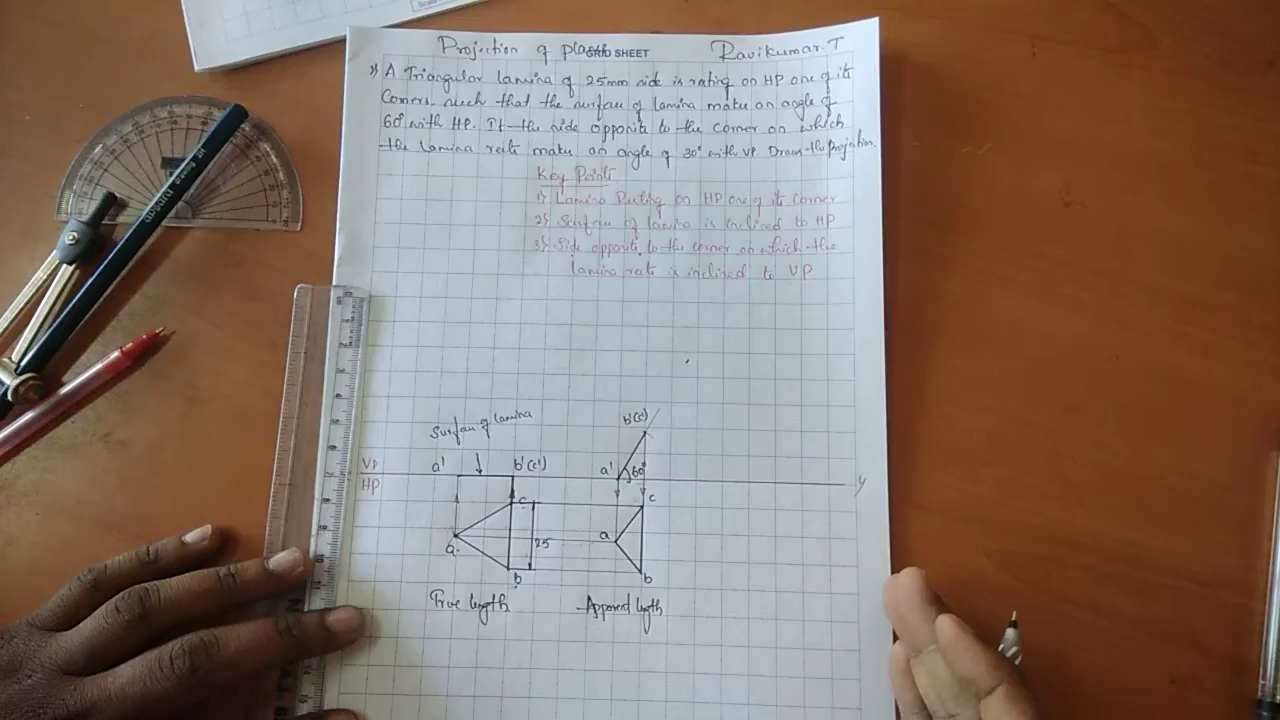 Projection of plane GRID SHEET Ravikumar.T
1) A Triangular lamina of 25mm side is resting on HP one of its
Corners such that the surface of lamina makes an angle of
60° with HP. If the side opposite to the corner on which
the lamina rests makes an angle of 30° with VP. Draw the projection.
Key Points
1) Lamina Resting on HP one of its corner
2) Surface of lamina is inclined to HP
3) Side opposite to the corner on which the
lamina rests is inclined to VP
Surface of lamina
b'(c')
VP a' b'(c') a' 60°
HP y
c c
a 25 a
b b
True length Apparent length